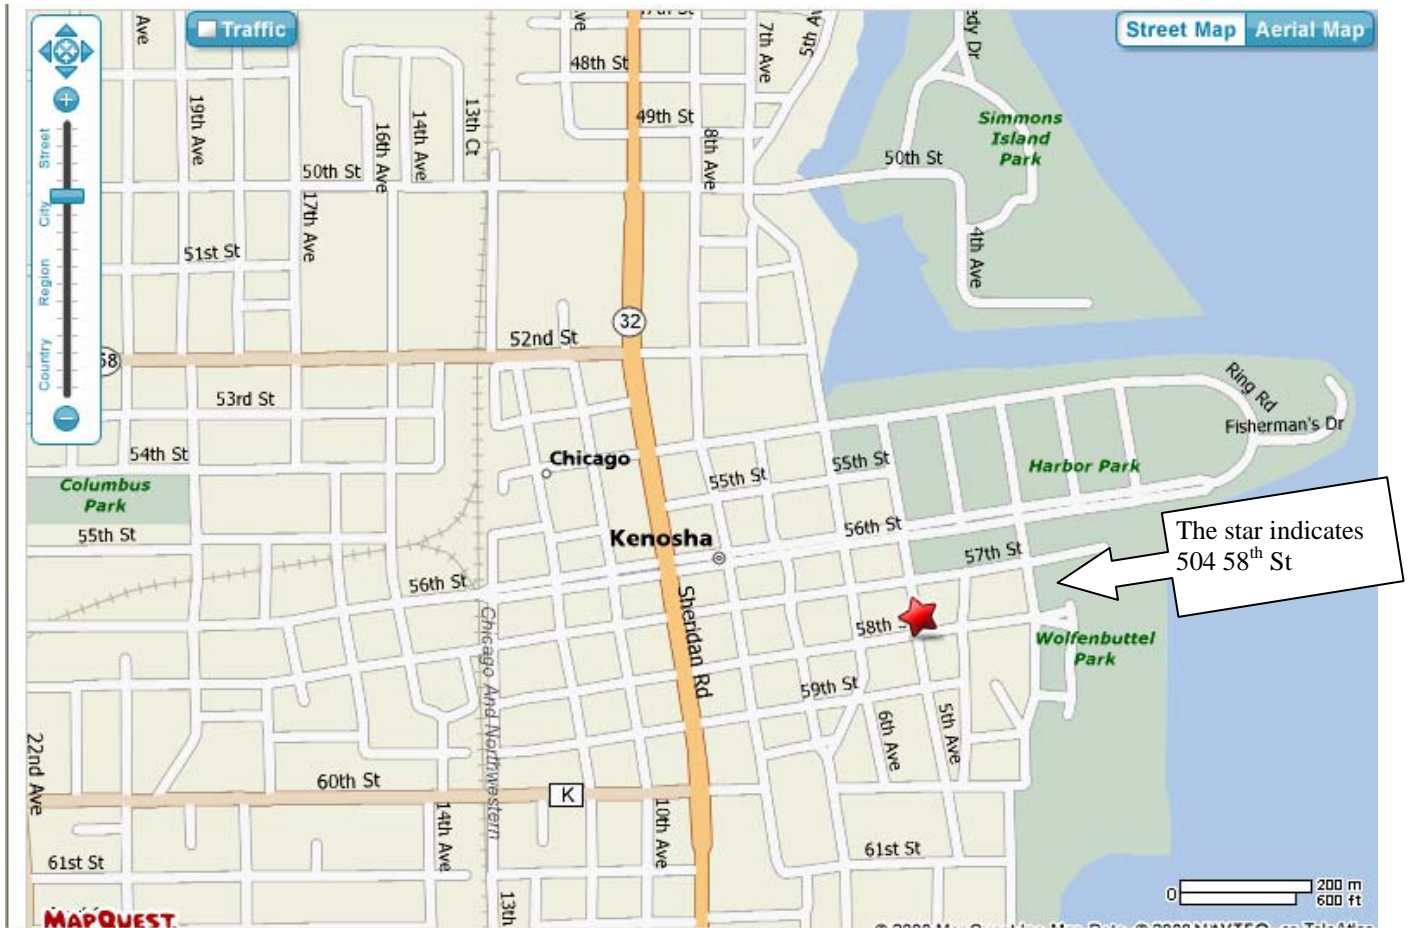 Traffic
Street Map
Aerial Map
Street
City
Region
Country
Ave
19th Ave
16th Ave
14th Ave
13th Ct
50th St
17th Ave
51st St
48th St
49th St
8th Ave
7th Ave
50th St
4th Ave
Simmons
Island
Park
32
52nd St
53rd St
54th St
Columbus
Park
55th St
Chicago
Kenosha
55th St
55th St
56th St
57th St
Harbor Park
Ring Rd
Fisherman's Dr
The star indicates
504 58th St
56th St
Sheridan Rd
Chicago And Northwestern
58th
59th St
Wolfenbuttel
Park
6th Ave
5th Ave
22nd Ave
60th St
K
14th Ave
10th Ave
61st St
61st St
13th
0
200 m
600 ft
MAPQUEST